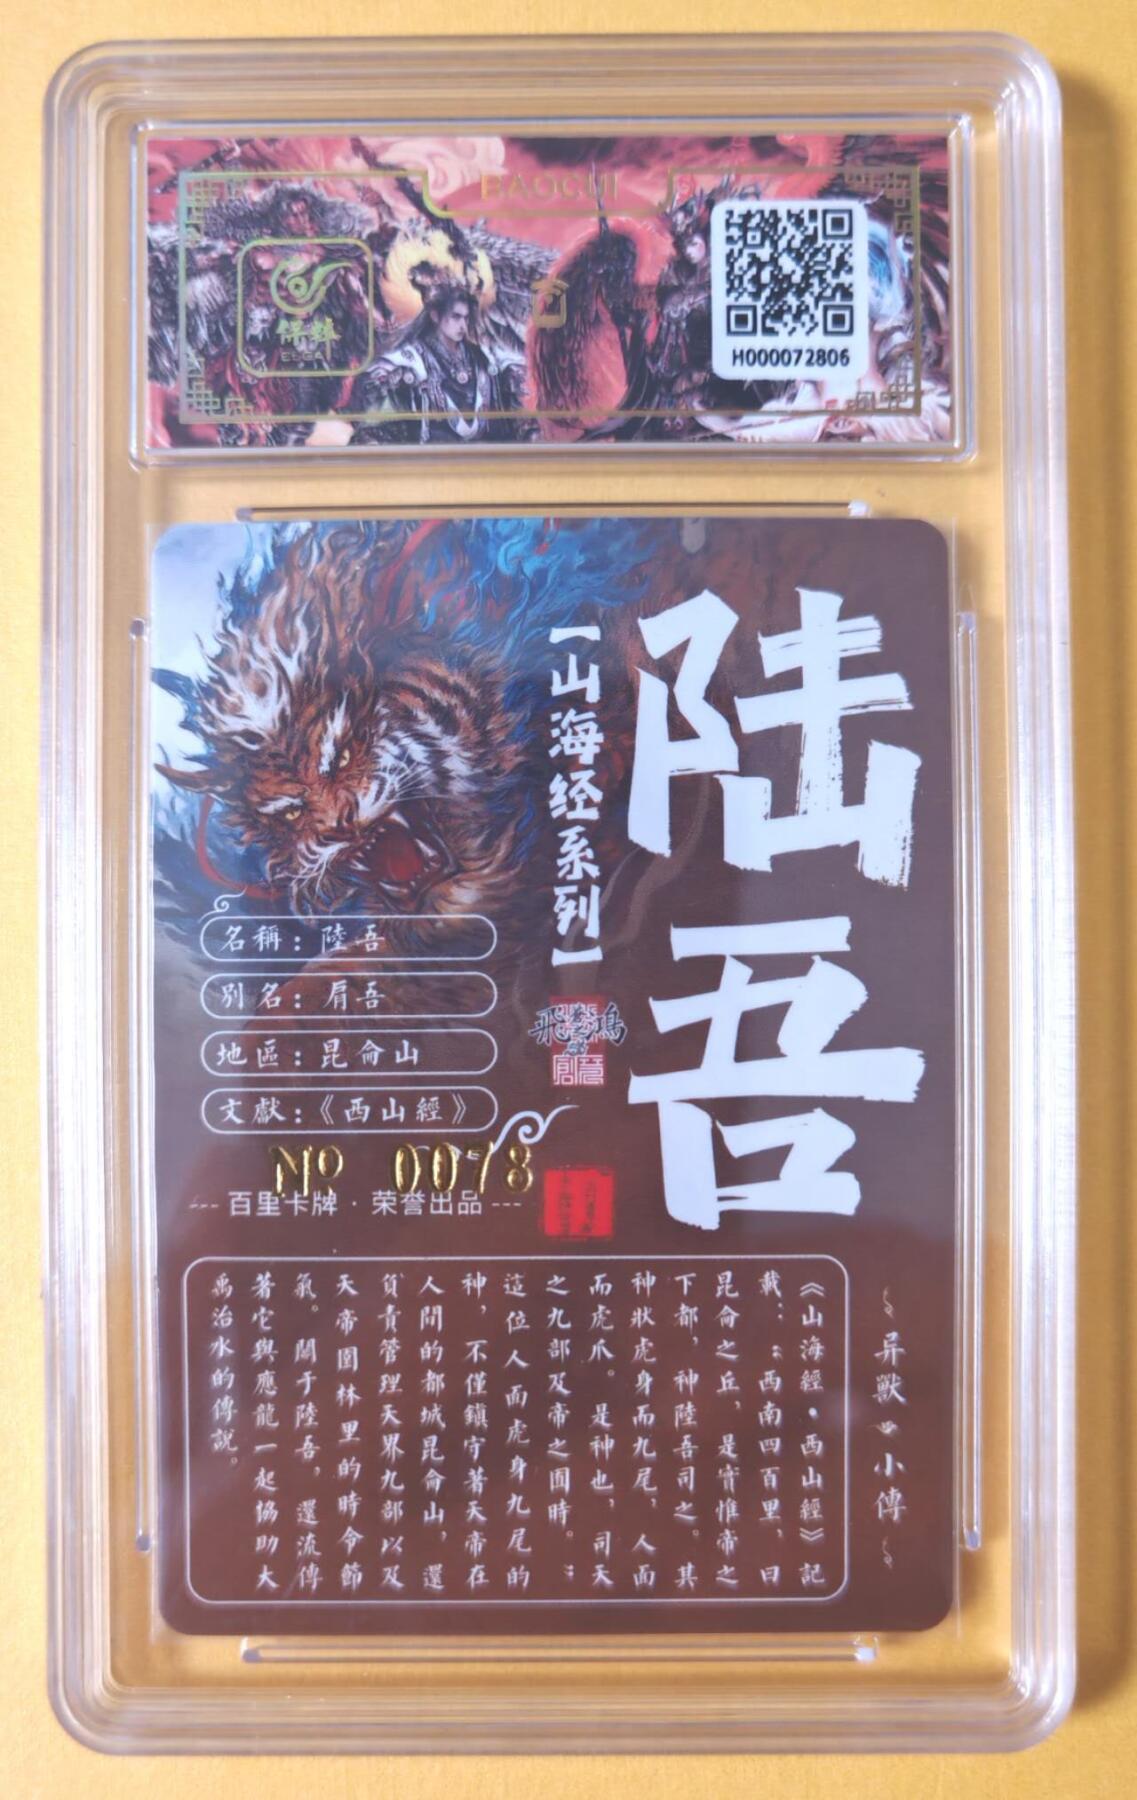 BAOCUI
保粹
H000072806
陆吾
【山海经系列】
飛鴻
創意
名稱：陸吾
別名：肩吾
地區：昆侖山
文獻：《西山經》
№ 0078
--- 百里卡牌 · 荣誉出品 ---
异獸小傳
《山海經·西山經》記
載：“西南四百里，曰
昆侖之丘，是實惟帝之
下都，神陸吾司之。其
神狀虎身而九尾，人面
而虎爪。是神也，司天
之九部及帝之囿時。”
這位人面虎身九尾的
神，不僅鎮守著天帝在
人間的都城昆侖山，還
負責管理天界九部以及
天帝園林里的時令節
氣。關于陸吾，還流傳
著它與應龍一起協助大
禹治水的傳說。